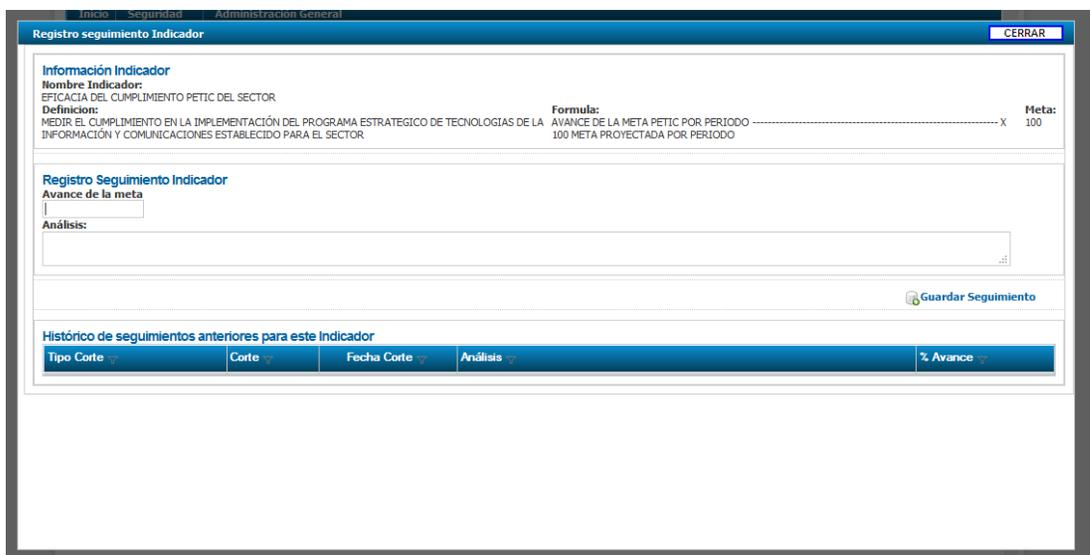 Inicio Seguridad Administración General
Registro seguimiento Indicador CERRAR
Información Indicador
Nombre Indicador:
EFICACIA DEL CUMPLIMIENTO PETIC DEL SECTOR
Definicion: Formula: Meta:
MEDIR EL CUMPLIMIENTO EN LA IMPLEMENTACIÓN DEL PROGRAMA ESTRATEGICO DE TECNOLOGIAS DE LA AVANCE DE LA META PETIC POR PERIODO ---------------------------------------------------------------- X 100
INFORMACIÓN Y COMUNICACIONES ESTABLECIDO PARA EL SECTOR 100 META PROYECTADA POR PERIODO
Registro Seguimiento Indicador
Avance de la meta
Análisis:
Guardar Seguimiento
Histórico de seguimientos anteriores para este Indicador
Tipo Corte Corte Fecha Corte Análisis % Avance